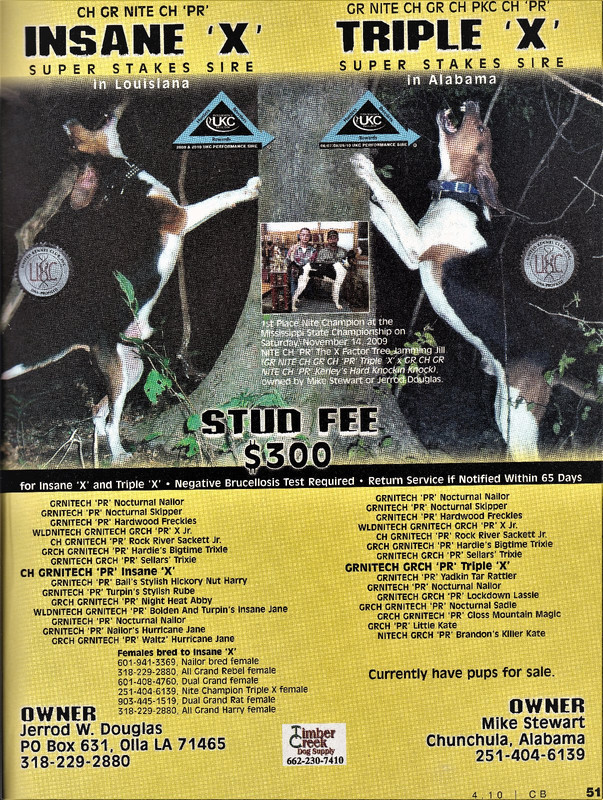 CH GR NITE CH 'PR'
INSANE 'X'
SUPER STAKES SIRE
in Louisiana
GR NITE CH GR CH PKC CH 'PR'
TRIPLE 'X'
SUPER STAKES SIRE
in Alabama
UKC
Rewards
2009 & 2010 UKC PERFORMANCE SIRE
UKC
Rewards
06/07/08/09/10 UKC PERFORMANCE SIRE
1st Place Nite Champion at the
Mississippi State Championship on
Saturday, November 14, 2009
NITE CH 'PR' The X Factor Tree Jamming Jill
(GR NITE CH GR CH 'PR' Triple 'X' x GR CH GR
NITE CH 'PR' Kerley's Hard Knockin Knock),
owned by Mike Stewart or Jerrod Douglas.
STUD FEE
$300
for Insane 'X' and Triple 'X' • Negative Brucellosis Test Required • Return Service if Notified Within 65 Days
GRNITECH 'PR' Nocturnal Nailor
GRNITECH 'PR' Nocturnal Skipper
GRNITECH 'PR' Hardwood Freckles
WLDNITECH GRNITECH GRCH 'PR' X Jr.
CH GRNITECH 'PR' Rock River Sackett Jr.
GRCH GRNITECH 'PR' Hardie's Bigtime Trixie
GRNITECH 'PR' Sellars' Trixie
CH GRNITECH 'PR' Insane 'X'
GRNITECH 'PR' Ball's Stylish Hickory Nut Harry
GRNITECH 'PR' Turpin's Stylish Rube
GRCH GRNITECH 'PR' Night Heat Abby
WLDNITECH GRNITECH 'PR' Bolden And Turpin's Insane Jane
GRNITECH 'PR' Nocturnal Nailor
GRNITECH 'PR' Nailor's Hurricane Jane
GRCH GRNITECH 'PR' Waltz' Hurricane Jane
Females bred to Insane 'X'
601-941-3369, Nailor bred female
318-229-2880, All Grand Rebel female
601-408-4760, Dual Grand female
251-404-6139, Nite Champion Triple X female
903-445-1519, Dual Grand Rat female
318-229-2880, All Grand Harry female
OWNER
Jerrod W. Douglas
PO Box 631, Olla LA 71465
318-229-2880
Timber
Creek
Dog Supply
662-230-7410
GRNITECH 'PR' Nocturnal Nailor
GRNITECH 'PR' Nocturnal Skipper
GRNITECH 'PR' Hardwood Freckles
WLDNITECH GRNITECH GRCH 'PR' X Jr.
CH GRNITECH 'PR' Rock River Sackett Jr.
GRCH GRNITECH 'PR' Hardie's Bigtime Trixie
GRNITECH 'PR' Sellars' Trixie
GRNITECH GRCH 'PR' Triple 'X'
GRNITECH 'PR' Yadkin Tar Rattler
GRNITECH 'PR' Nocturnal Nailor
GRNITECH GRCH 'PR' Lockdown Lassie
GRCH GRNITECH 'PR' Nocturnal Sadie
GRCH GRNITECH 'PR' Gloss Mountain Magic
GRCH 'PR' Little Kate
NITECH GRCH 'PR' Brandon's Killer Kate
Currently have pups for sale.
OWNER
Mike Stewart
Chunchula, Alabama
251-404-6139
4.10 | CB 51